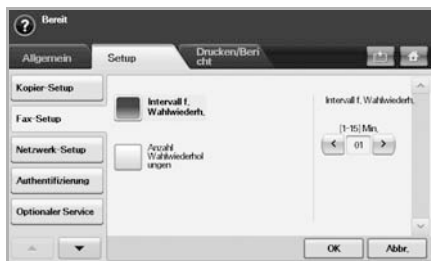 Bereit
Allgemein
Setup
Drucken/Beri
cht
Kopier-Setup
Fax-Setup
Netzwerk-Setup
Authentifizierung
Optionaler Service
Intervall f.
Wahlwiederh.
Anzahl
Wahlwiederhol
ungen
Intervall f. Wahlwiederh.
[1-15] Min.
01
OK
Abbr.